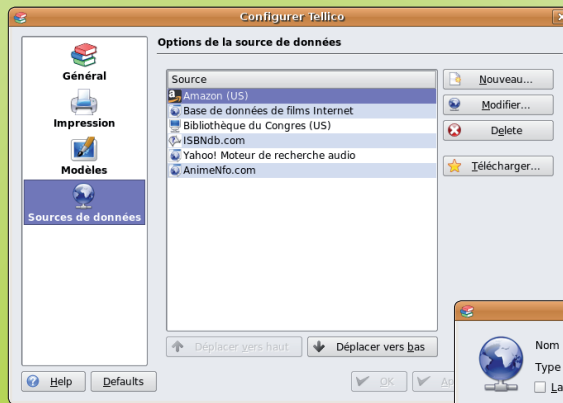 Configurer Tellico
Options de la source de données
Général
Impression
Modèles
Sources de données
Source
Amazon (US)
Base de données de films Internet
Bibliothèque du Congres (US)
ISBNdb.com
Yahoo! Moteur de recherche audio
AnimeNfo.com
Nouveau...
Modifier...
Delete
Télécharger...
Déplacer vers haut
Déplacer vers bas
Help
Defaults
OK
Ap
Nom
Type
La